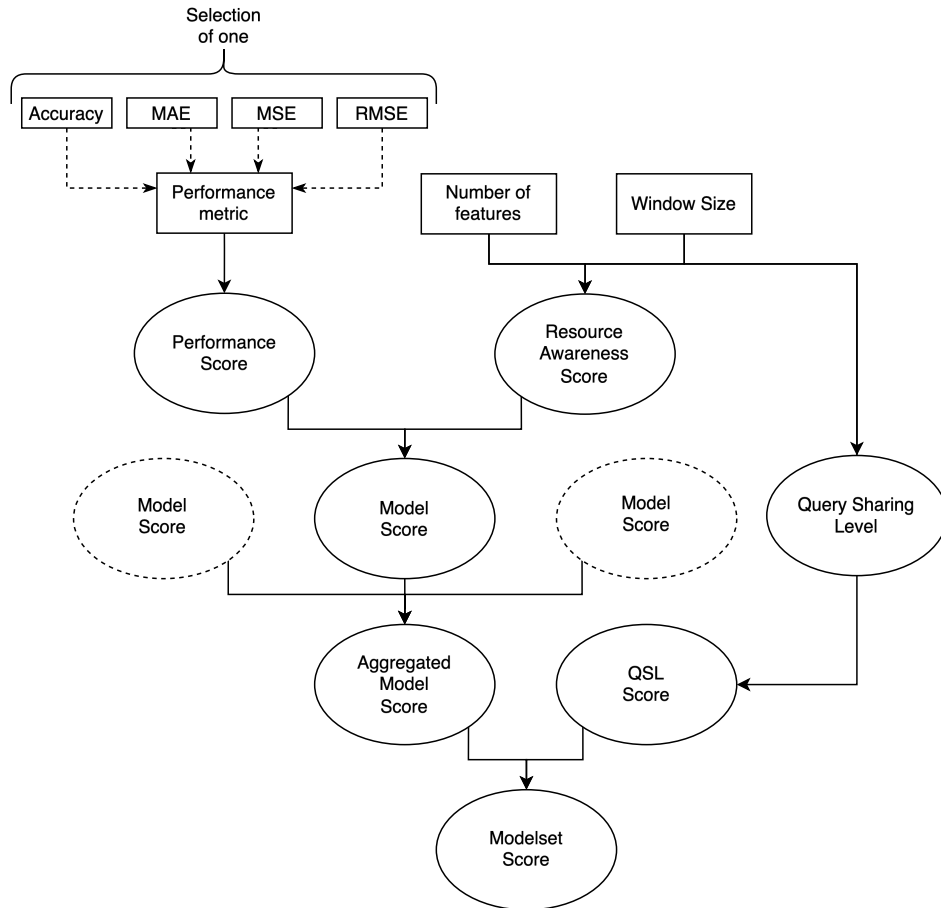 Selection
of one
Accuracy
MAE
MSE
RMSE
Performance
metric
Number of
features
Window Size
Performance
Score
Resource
Awareness
Score
Model
Score
Model
Score
Model
Score
Query Sharing
Level
Aggregated
Model
Score
QSL
Score
Modelset
Score